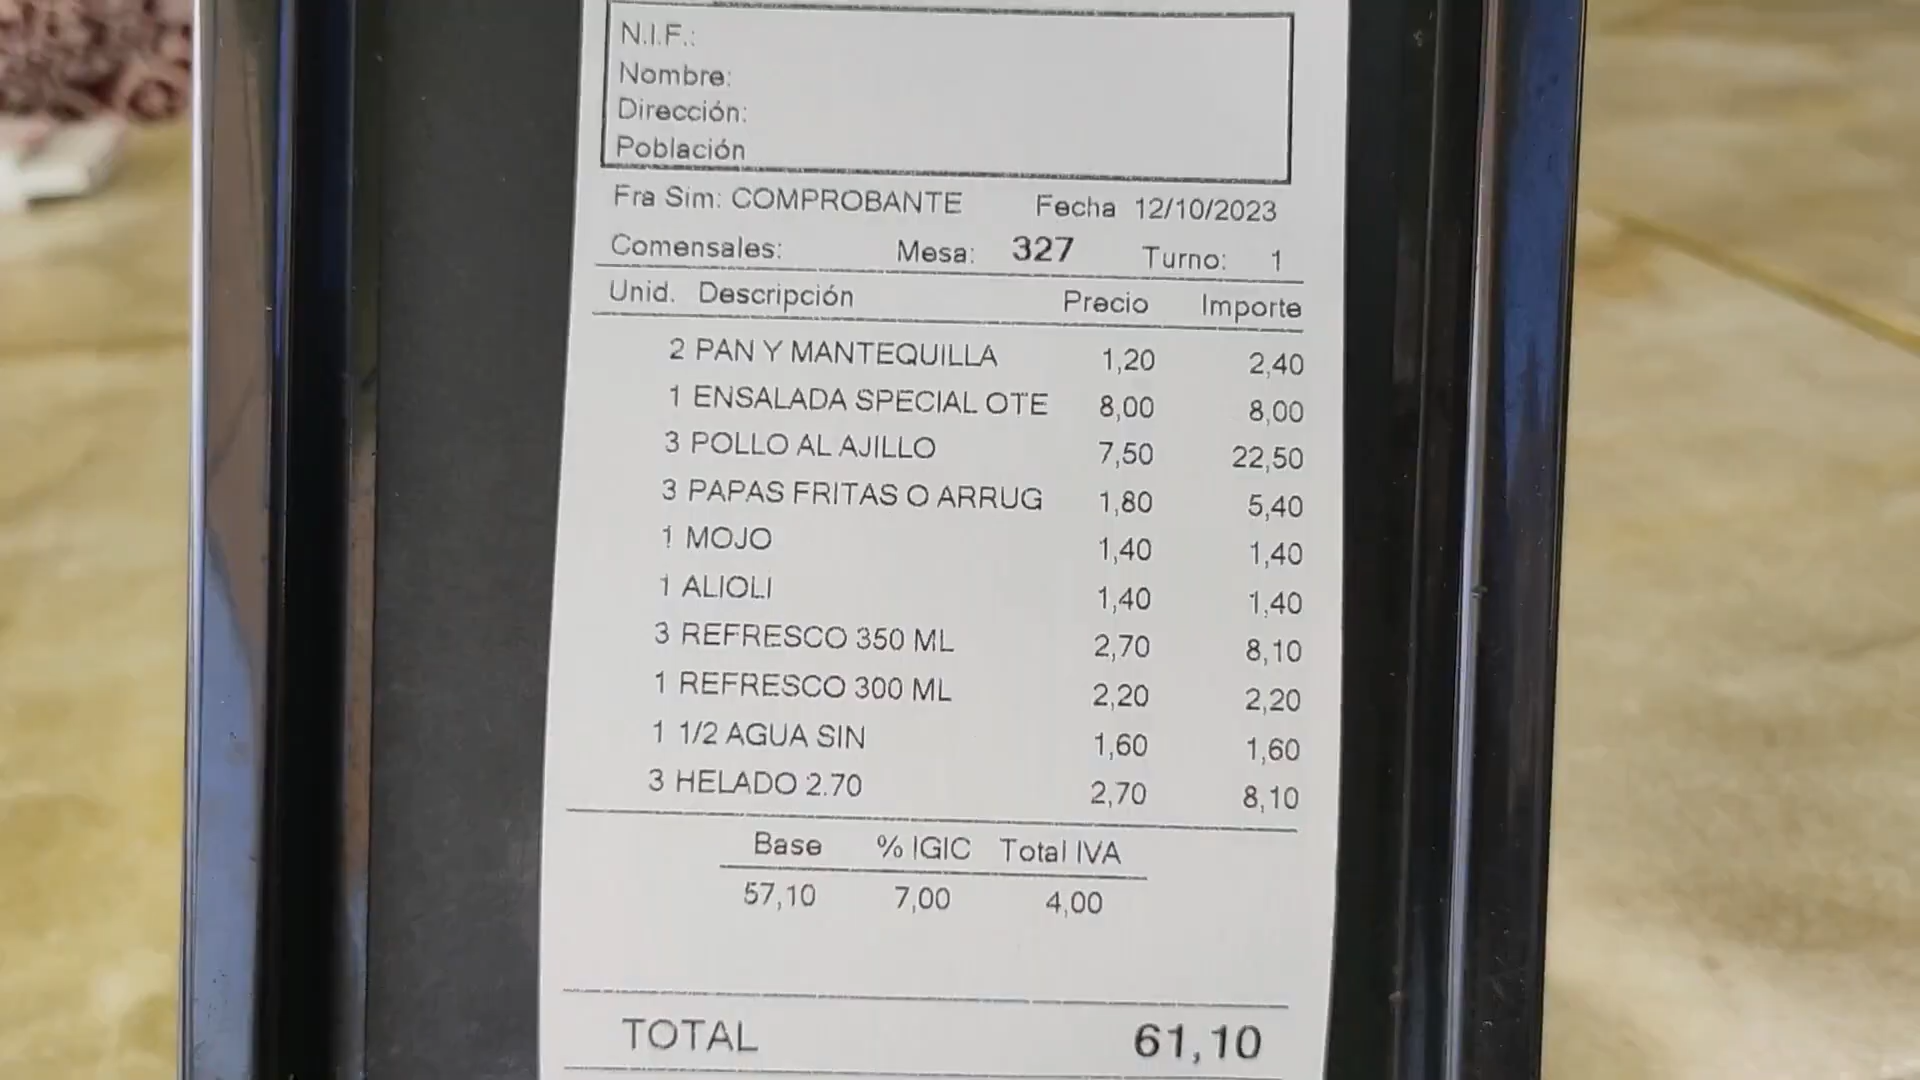 N.I.F.:
Nombre:
Dirección:
Población
Fra Sim: COMPROBANTE Fecha 12/10/2023
Comensales: Mesa: 327 Turno: 1
Unid. Descripción Precio Importe
2 PAN Y MANTEQUILLA 1,20 2,40
1 ENSALADA SPECIAL OTE 8,00 8,00
3 POLLO AL AJILLO 7,50 22,50
3 PAPAS FRITAS O ARRUG 1,80 5,40
1 MOJO 1,40 1,40
1 ALIOLI 1,40 1,40
3 REFRESCO 350 ML 2,70 8,10
1 REFRESCO 300 ML 2,20 2,20
1 1/2 AGUA SIN 1,60 1,60
3 HELADO 2.70 2,70 8,10
Base % IGIC Total IVA
57,10 7,00 4,00
TOTAL 61,10